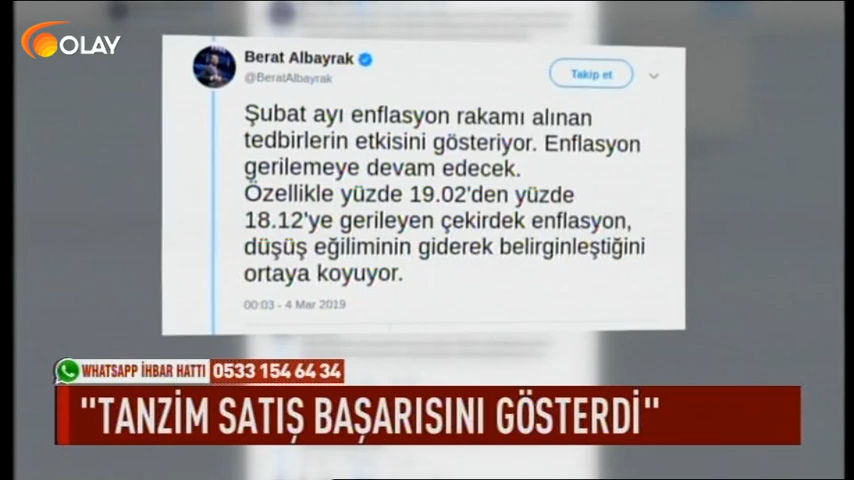 OLAY
Berat Albayrak
@BeratAlbayrak
Takip et
Şubat ayı enflasyon rakamı alınan
tedbirlerin etkisini gösteriyor. Enflasyon
gerilemeye devam edecek.
Özellikle yüzde 19.02'den yüzde
18.12'ye gerileyen çekirdek enflasyon,
düşüş eğiliminin giderek belirginleştiğini
ortaya koyuyor.
00:03 - 4 Mar 2019
WHATSAPP İHBAR HATTI 0533 154 64 34
"TANZİM SATIŞ BAŞARISINI GÖSTERDİ"